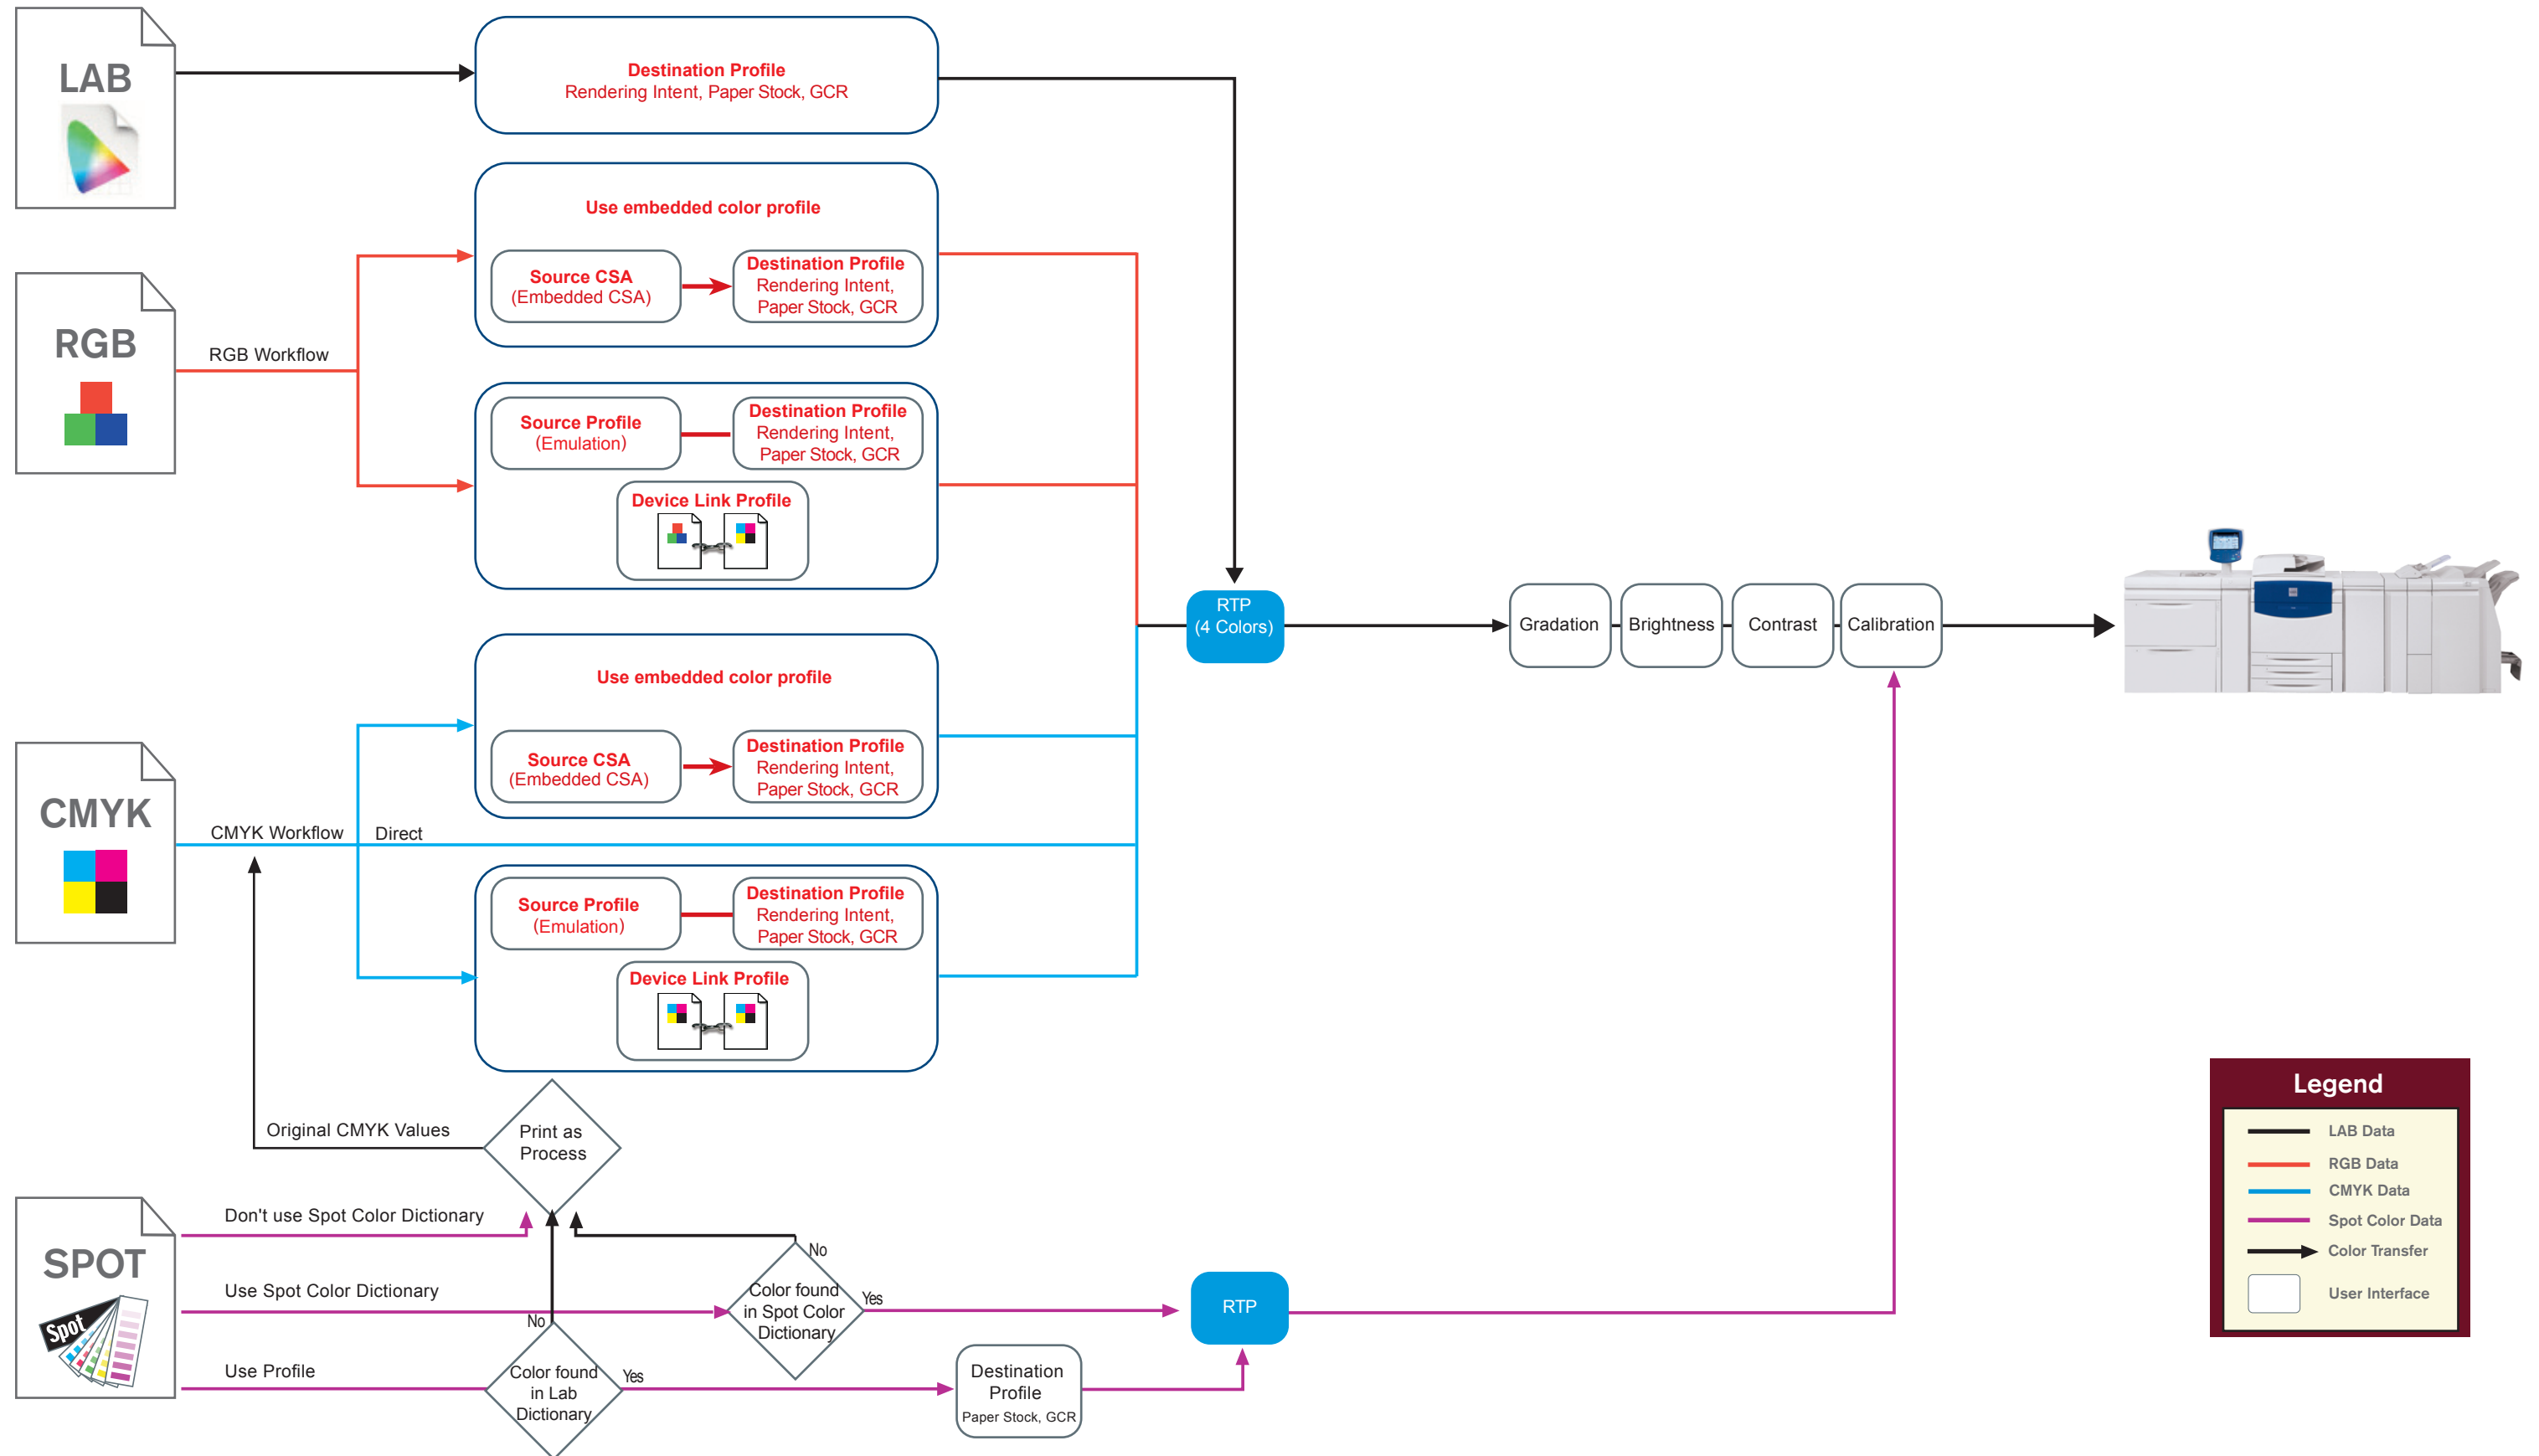 LAB
Destination Profile
Rendering Intent, Paper Stock, GCR
Use embedded color profile
Source CSA
(Embedded CSA)
Destination Profile
Rendering Intent,
Paper Stock, GCR
RGB
RGB Workflow
Source Profile
(Emulation)
Destination Profile
Rendering Intent,
Paper Stock, GCR
Device Link Profile
RTP
(4 Colors)
Gradation
Brightness
Contrast
Calibration
Use embedded color profile
Source CSA
(Embedded CSA)
Destination Profile
Rendering Intent,
Paper Stock, GCR
CMYK
CMYK Workflow
Direct
Source Profile
(Emulation)
Destination Profile
Rendering Intent,
Paper Stock, GCR
Device Link Profile
Original CMYK Values
Print as
Process
SPOT
Spot
Don't use Spot Color Dictionary
Use Spot Color Dictionary
Use Profile
No
Color found
in Spot Color
Dictionary
Yes
No
Color found
in Lab
Dictionary
Yes
Destination
Profile
Paper Stock, GCR
RTP
Legend
LAB Data
RGB Data
CMYK Data
Spot Color Data
Color Transfer
User Interface